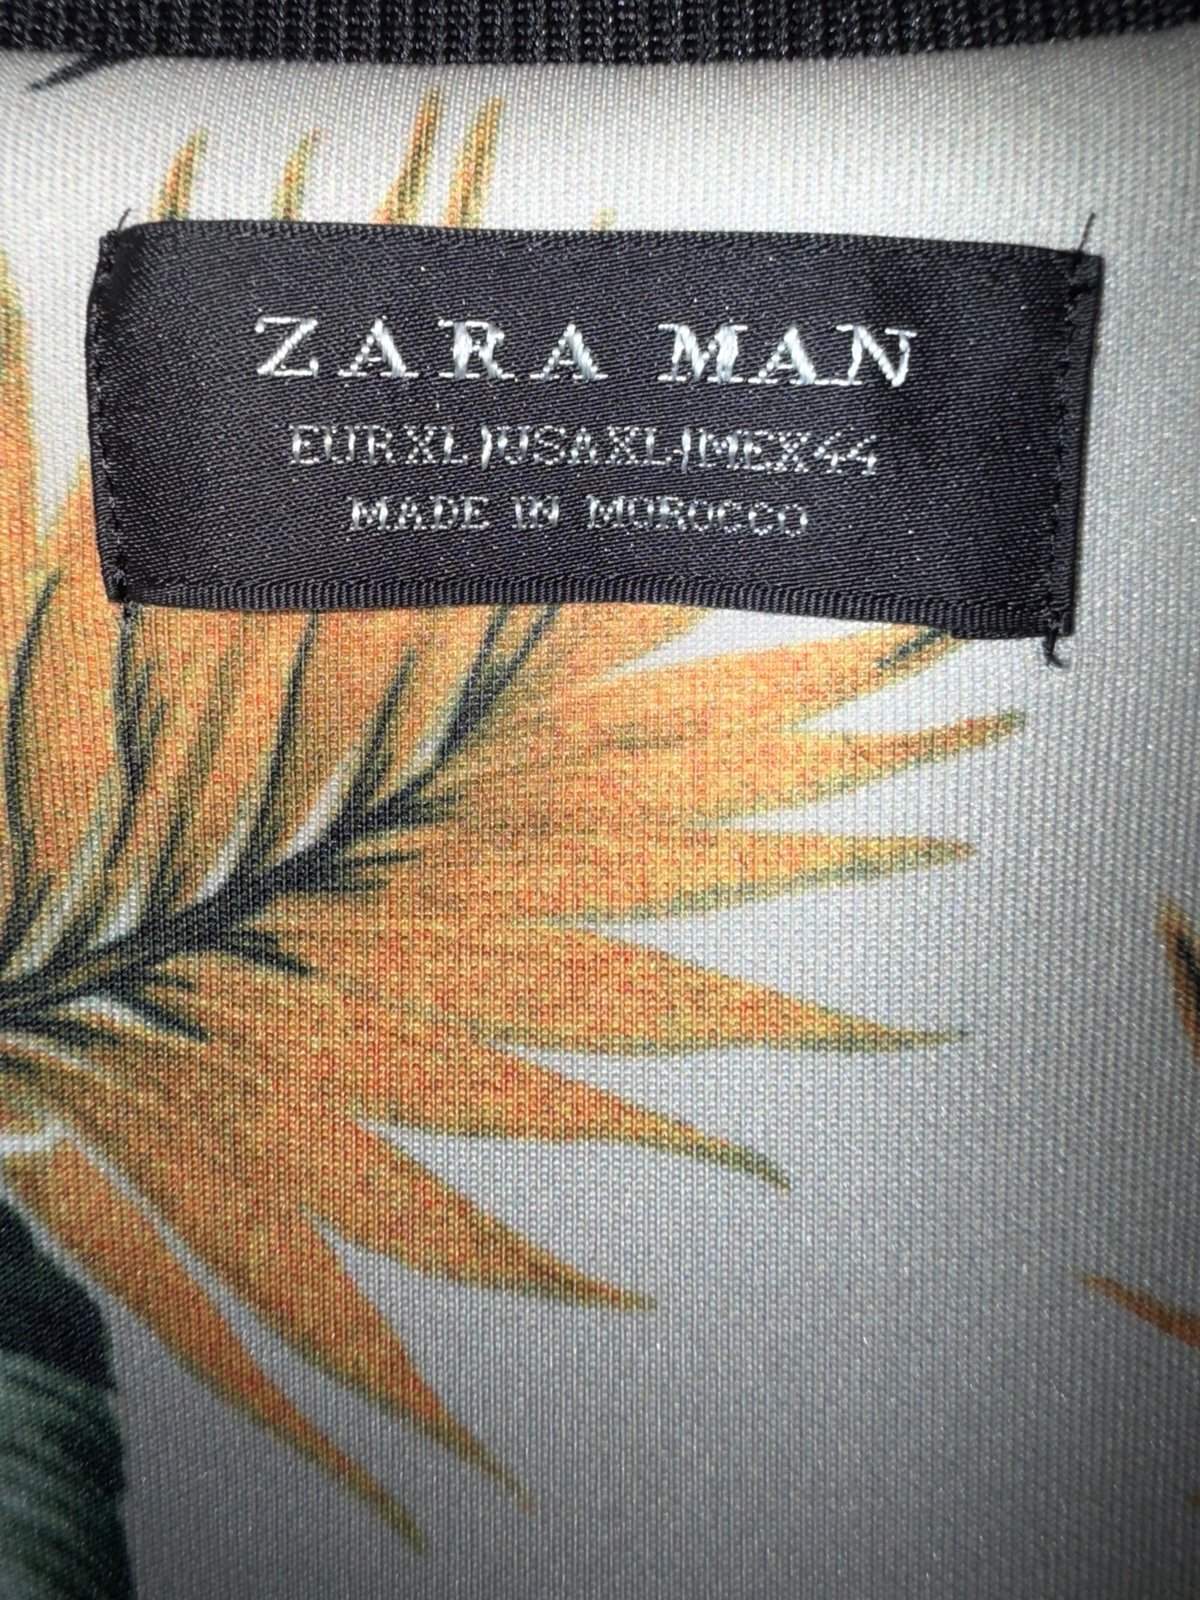 ZARA MAN
EUR XL|USA XL|MEX 44
MADE IN MOROCCO